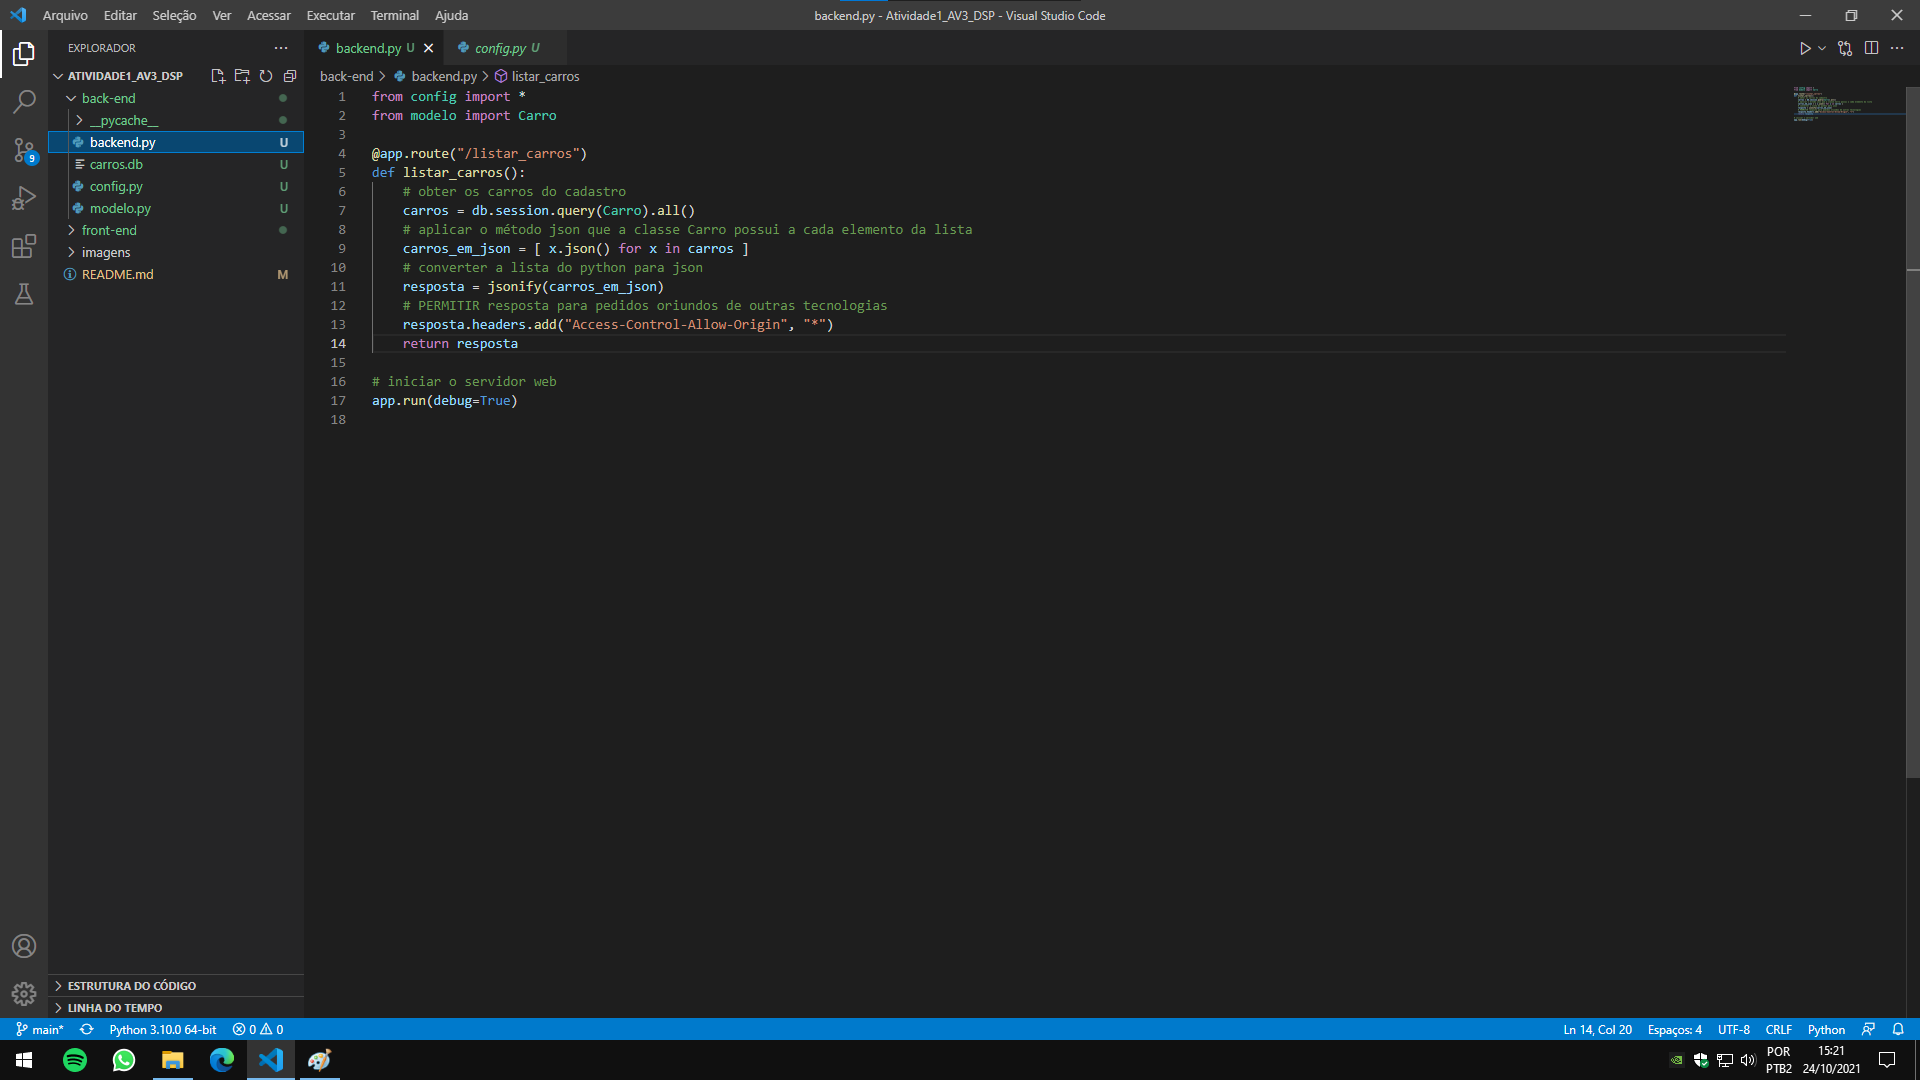 Arquivo Editar Seleção Ver Acessar Executar Terminal Ajuda
backend.py - Atividade1_AV3_DSP - Visual Studio Code
EXPLORADOR
ATIVIDADE1_AV3_DSP
back-end
__pycache__
backend.py U
carros.db U
config.py U
modelo.py U
front-end
imagens
README.md M
9
backend.py U
config.py U
back-end > backend.py > listar_carros
1 from config import *
2 from modelo import Carro
3
4 @app.route("/listar_carros")
5 def listar_carros():
6 # obter os carros do cadastro
7 carros = db.session.query(Carro).all()
8 # aplicar o método json que a classe Carro possui a cada elemento da lista
9 carros_em_json = [ x.json() for x in carros ]
10 # converter a lista do python para json
11 resposta = jsonify(carros_em_json)
12 # PERMITIR resposta para pedidos oriundos de outras tecnologias
13 resposta.headers.add("Access-Control-Allow-Origin", "*")
14 return resposta
15
16 # iniciar o servidor web
17 app.run(debug=True)
18
ESTRUTURA DO CÓDIGO
LINHA DO TEMPO
main* Python 3.10.0 64-bit 0 0
Ln 14, Col 20 Espaços: 4 UTF-8 CRLF Python
POR
PTB2
15:21
24/10/2021